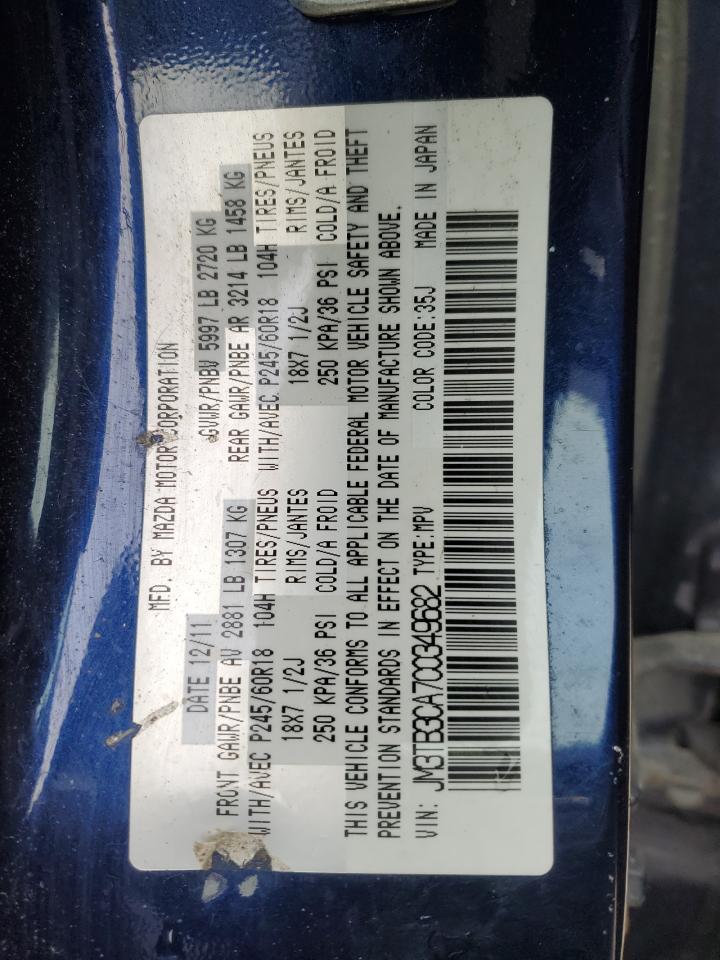 MFD. BY MAZDA MOTOR CORPORATION
DATE 12/11 GVWR/PNBV 5997 LB 2720 KG
FRONT GAWR/PNBE AV 2881 LB 1307 KG REAR GAWR/PNBE AR 3214 LB 1458 KG
WITH/AVEC P245/60R18 104H TIRES/PNEUS WITH/AVEC P245/60R18 104H TIRES/PNEUS
18X7 1/2J RIMS/JANTES 18X7 1/2J RIMS/JANTES
250 KPA/36 PSI COLD/A FROID 250 KPA/36 PSI COLD/A FROID
THIS VEHICLE CONFORMS TO ALL APPLICABLE FEDERAL MOTOR VEHICLE SAFETY AND THEFT
PREVENTION STANDARDS IN EFFECT ON THE DATE OF MANUFACTURE SHOWN ABOVE.
VIN: JM3TB3CA7C0349682 TYPE:MPV COLOR CODE:35J MADE IN JAPAN